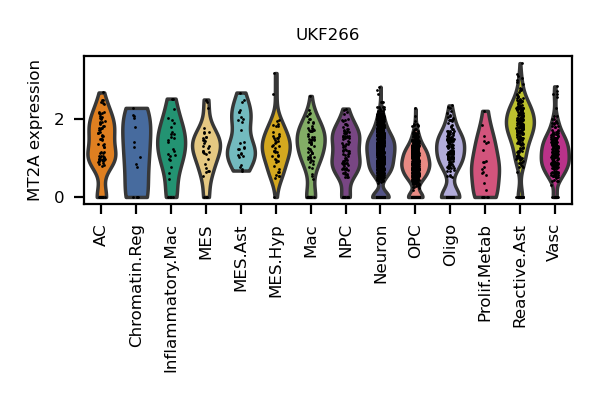 UKF266
MT2A expression
2
0
AC
Chromatin.Reg
Inflammatory.Mac
MES
MES.Ast
MES.Hyp
Mac
NPC
Neuron
OPC
Oligo
Prolif.Metab
Reactive.Ast
Vasc